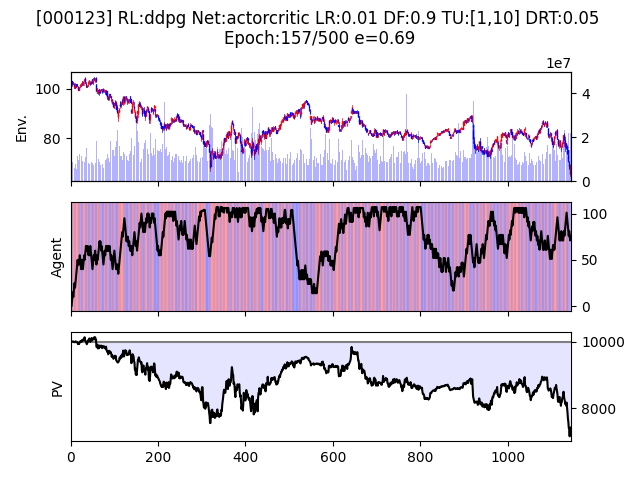 [000123] RL:ddpg Net:actorcritic LR:0.01 DF:0.9 TU:[1,10] DRT:0.05
Epoch:157/500 e=0.69
1e7
Env.
100
80
4
2
0
Agent
100
50
0
PV
10000
8000
0 200 400 600 800 1000